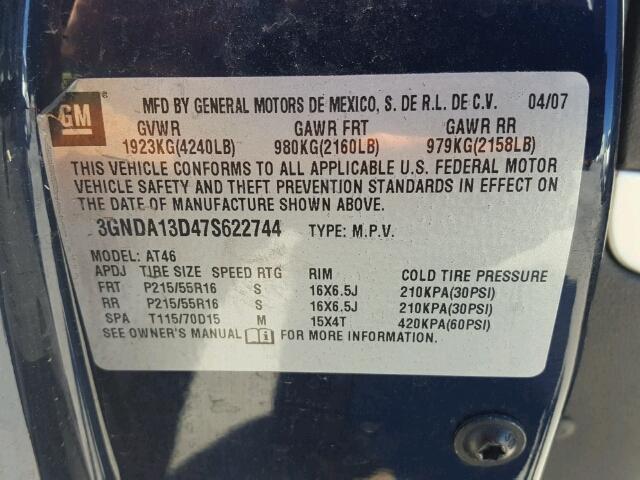 GM
MFD BY GENERAL MOTORS DE MEXICO, S. DE R.L. DE C.V. 04/07
GVWR GAWR FRT GAWR RR
1923KG(4240LB) 980KG(2160LB) 979KG(2158LB)
THIS VEHICLE CONFORMS TO ALL APPLICABLE U.S. FEDERAL MOTOR
VEHICLE SAFETY AND THEFT PREVENTION STANDARDS IN EFFECT ON
THE DATE OF MANUFACTURE SHOWN ABOVE.
3GNDA13D47S622744 TYPE: M.P.V.
MODEL: AT46
APDJ TIRE SIZE SPEED RTG RIM COLD TIRE PRESSURE
FRT P215/55R16 S 16X6.5J 210KPA(30PSI)
RR P215/55R16 S 16X6.5J 210KPA(30PSI)
SPA T115/70D15 M 15X4T 420KPA(60PSI)
SEE OWNER'S MANUAL FOR MORE INFORMATION.